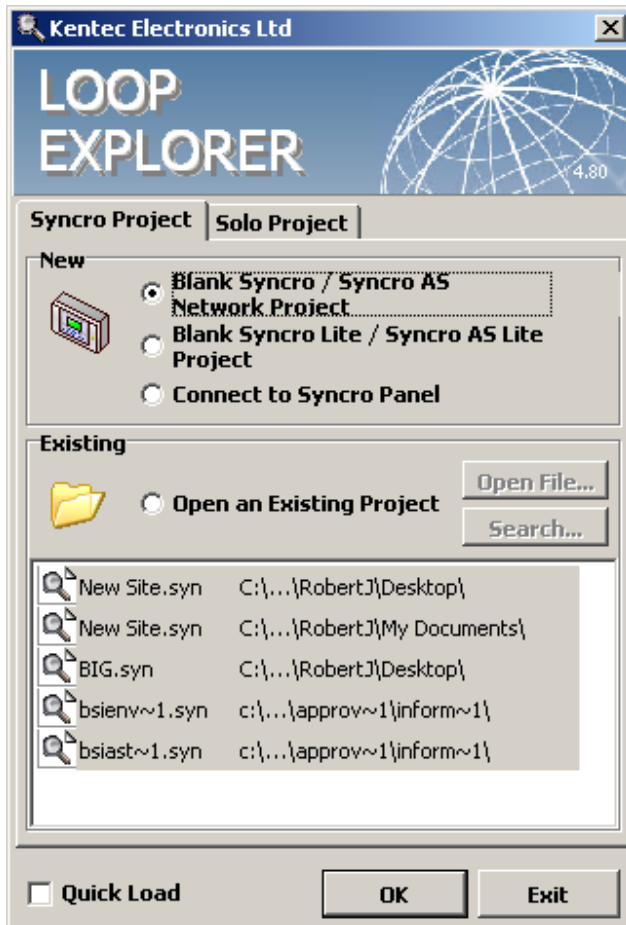 Kentec Electronics Ltd
LOOP
EXPLORER
4.80
Syncro Project
Solo Project
New
Blank Syncro / Syncro AS
Network Project
Blank Syncro Lite / Syncro AS Lite
Project
Connect to Syncro Panel
Existing
Open an Existing Project
Open File...
Search...
New Site.syn C:\...\RobertJ\Desktop\
New Site.syn C:\...\RobertJ\My Documents\
BIG.syn C:\...\RobertJ\Desktop\
bsienv~1.syn c:\...\approv~1\inform~1\
bsiast~1.syn c:\...\approv~1\inform~1\
Quick Load
OK
Exit